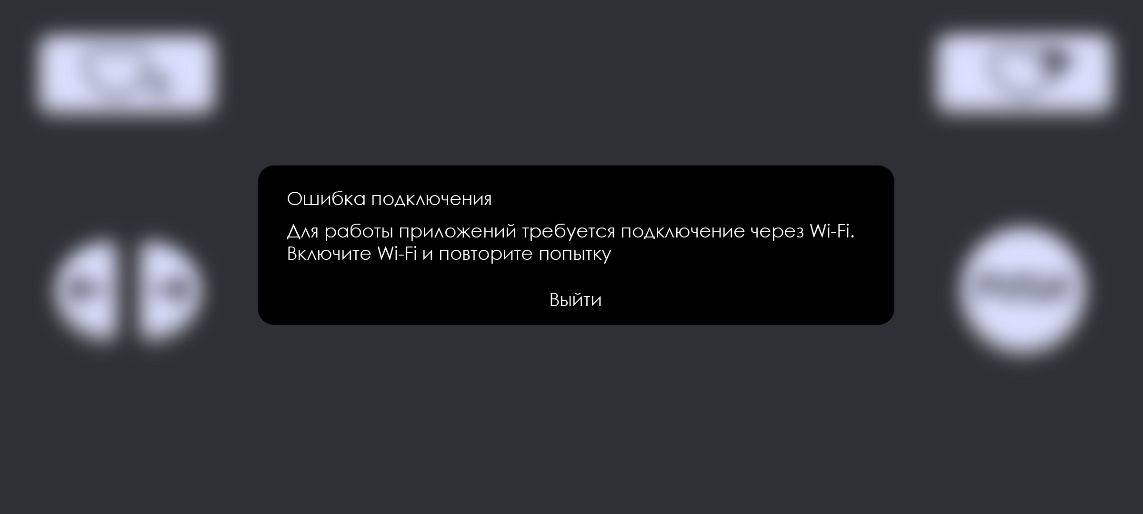 Ошибка подключения
Для работы приложений требуется подключение через Wi-Fi.
Включите Wi-Fi и повторите попытку
Выйти